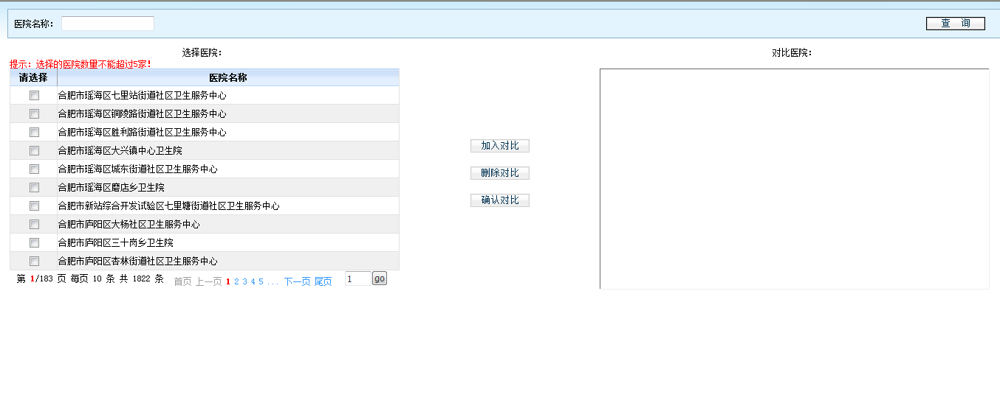 医院名称: 查 询
选择医院: 对比医院:
提示: 选择的医院数量不能超过5家!
请选择 医院名称
合肥市瑶海区七里站街道社区卫生服务中心
合肥市瑶海区铜陵路街道社区卫生服务中心
合肥市瑶海区胜利路街道社区卫生服务中心
合肥市瑶海区大兴镇中心卫生院
合肥市瑶海区城东街道社区卫生服务中心
合肥市瑶海区磨店乡卫生院
合肥市新站综合开发试验区七里塘街道社区卫生服务中心
合肥市庐阳区大杨社区卫生服务中心
合肥市庐阳区三十岗乡卫生院
合肥市庐阳区杏林街道社区卫生服务中心
第 1/183 页 每页 10 条 共 1822 条 首页 上一页 1 2 3 4 5 ... 下一页 尾页 1 go
加入对比
删除对比
确认对比